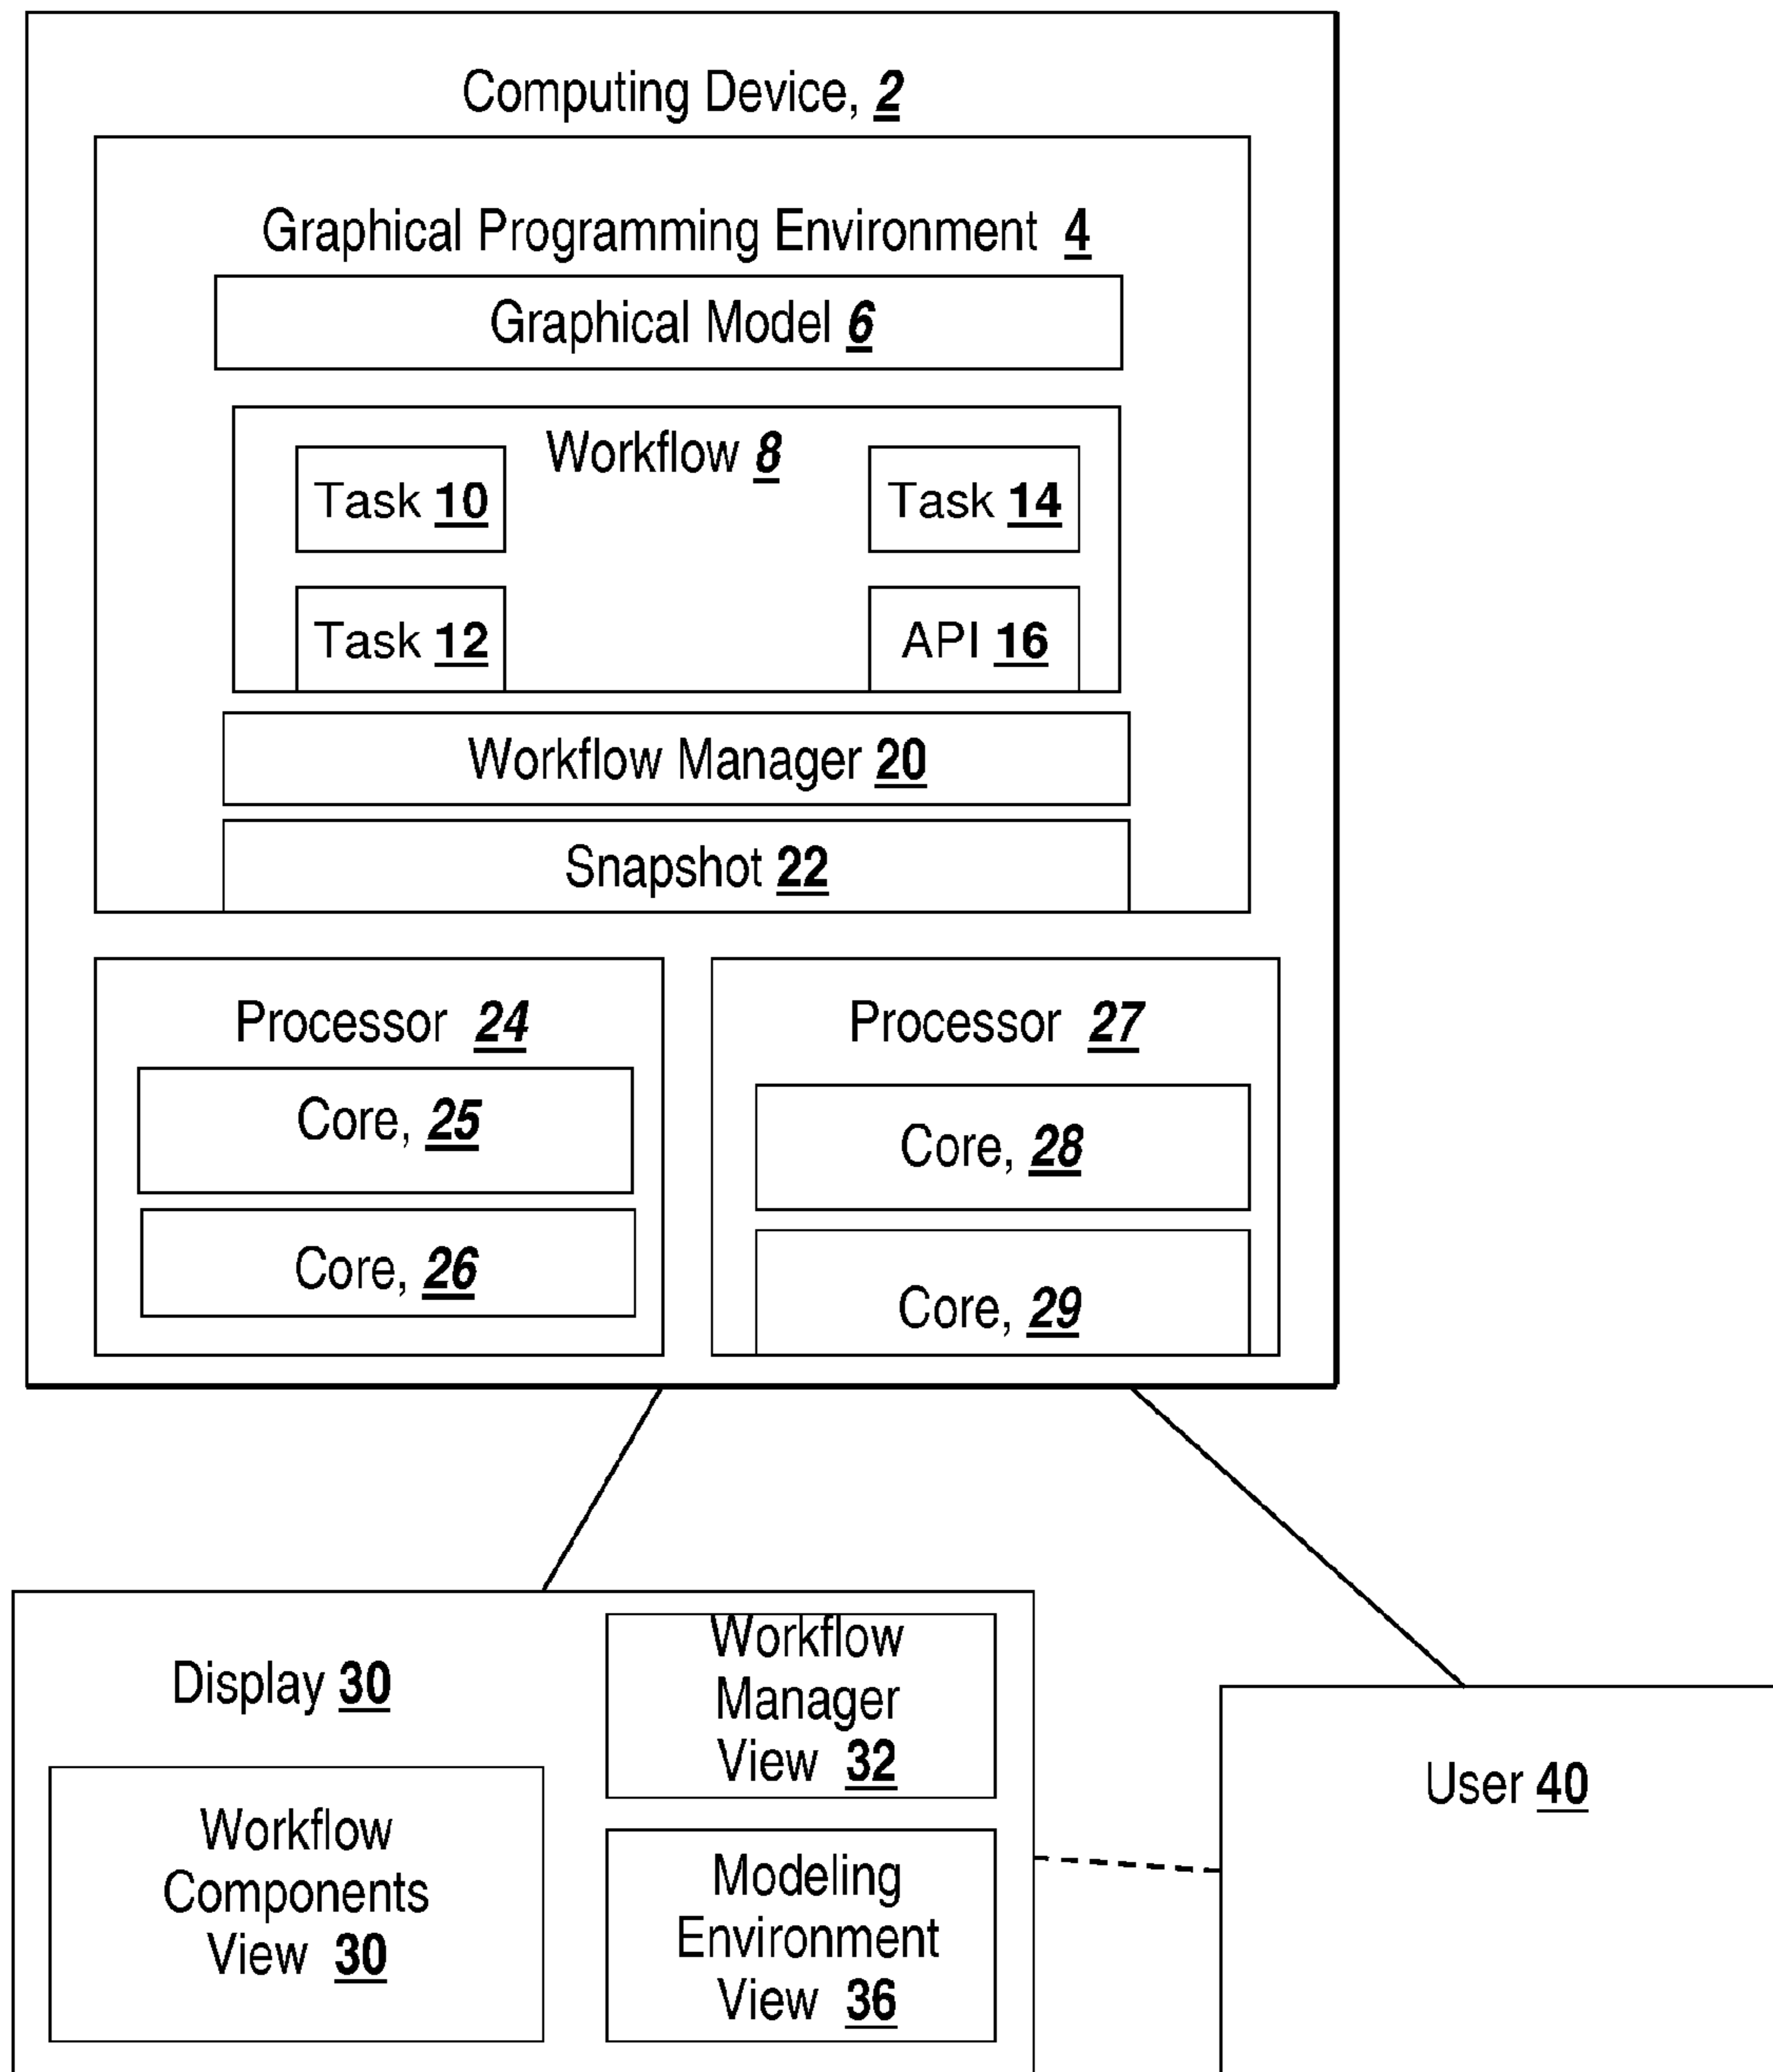 Computing Device, 2
Graphical Programming Environment 4
Graphical Model 6
Workflow 8
Task 10
Task 14
Task 12
API 16
Workflow Manager 20
Snapshot 22
Processor 24
Core, 25
Core, 26
Processor 27
Core, 28
Core, 29
Display 30
Workflow
Components
View 30
Workflow
Manager
View 32
Modeling
Environment
View 36
User 40